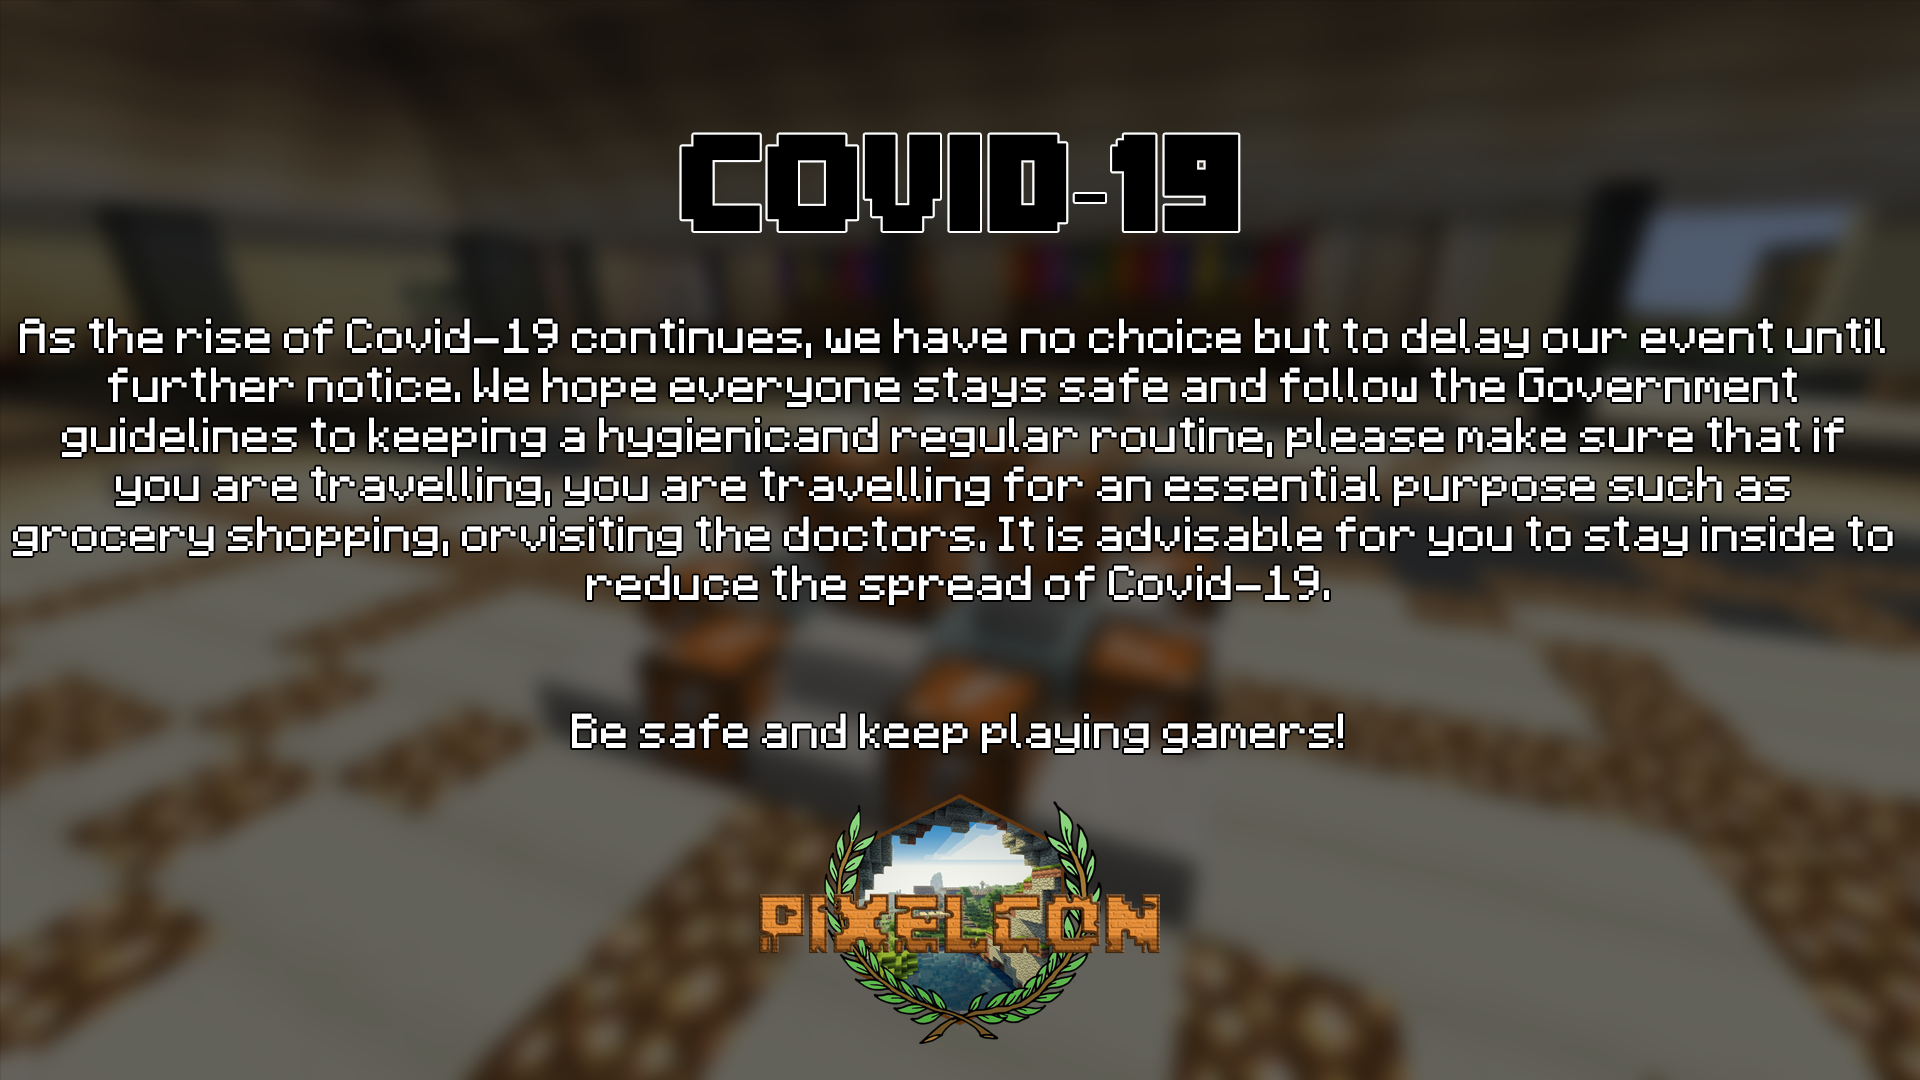 COVID-19
As the rise of Covid-19 continues, we have no choice but to delay our event until
further notice. We hope everyone stays safe and follow the Government
guidelines to keeping a hygienicand regular routine, please make sure that if
you are travelling, you are travelling for an essential purpose such as
grocery shopping, orvisiting the doctors. It is advisable for you to stay inside to
reduce the spread of Covid-19.
Be safe and keep playing gamers!
PIXELCON